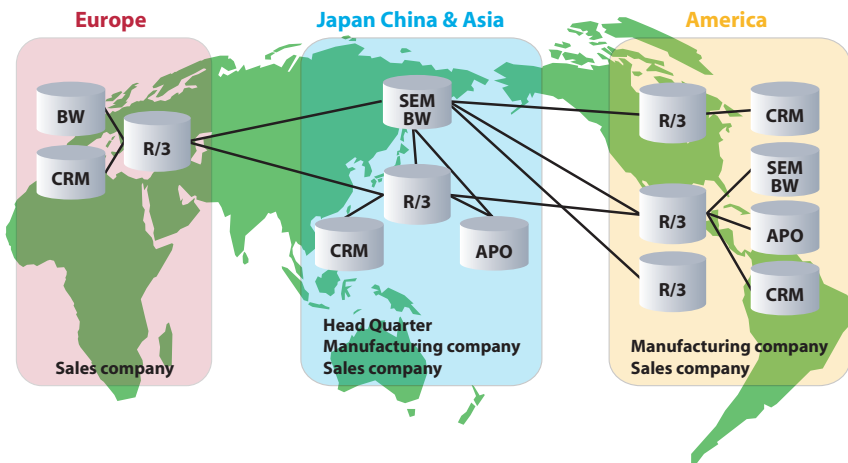 Europe
BW
R/3
CRM
Sales company
Japan China & Asia
SEM
BW
R/3
CRM
APO
Head Quarter
Manufacturing company
Sales company
America
R/3
CRM
SEM
BW
R/3
APO
R/3
CRM
Manufacturing company
Sales company